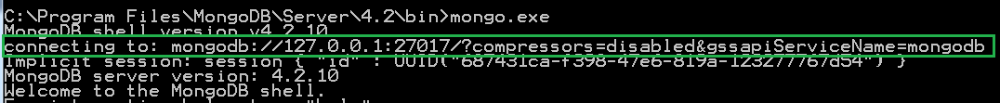 C:\Program Files\MongoDB\Server\4.2\bin>mongo.exe
MongoDB shell version v4.2.10
connecting to: mongodb://127.0.0.1:27017/?compressors=disabled&gssapiServiceName=mongodb
Implicit session: session { "id" : UUID("687431ca-f398-47e6-819a-123277767d54") }
MongoDB server version: 4.2.10
Welcome to the MongoDB shell.